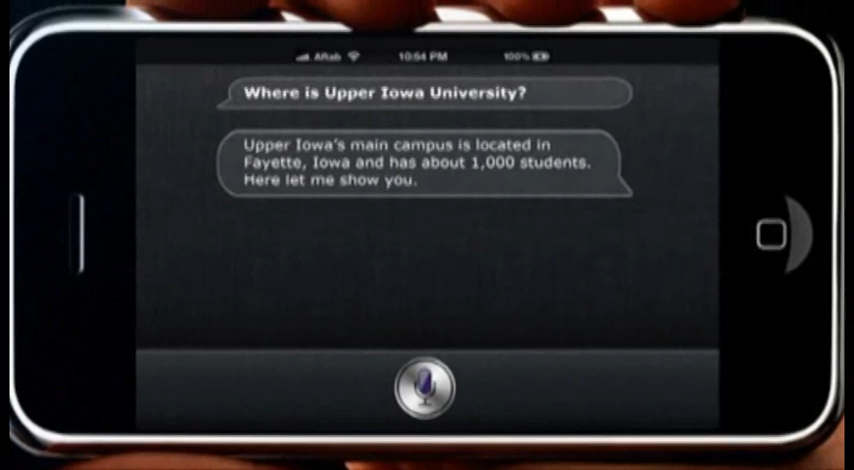 Aftab 10:54 PM 100%
Where is Upper Iowa University?
Upper Iowa's main campus is located in
Fayette, Iowa and has about 1,000 students.
Here let me show you.